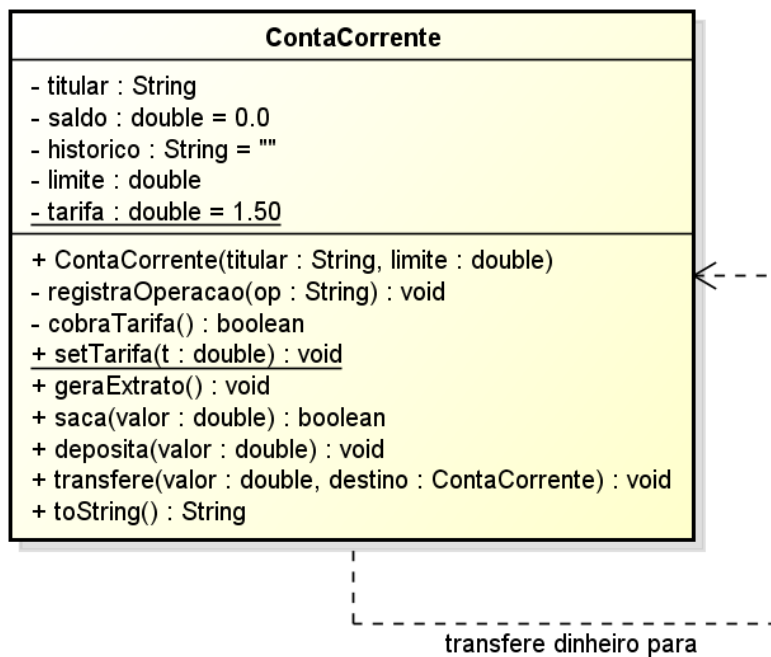 ContaCorrente
- titular : String
- saldo : double = 0.0
- historico : String = ""
- limite : double
- tarifa : double = 1.50
+ ContaCorrente(titular : String, limite : double)
- registraOperacao(op : String) : void
- cobraTarifa() : boolean
+ setTarifa(t : double) : void
+ geraExtrato() : void
+ saca(valor : double) : boolean
+ deposita(valor : double) : void
+ transfere(valor : double, destino : ContaCorrente) : void
+ toString() : String
transfere dinheiro para